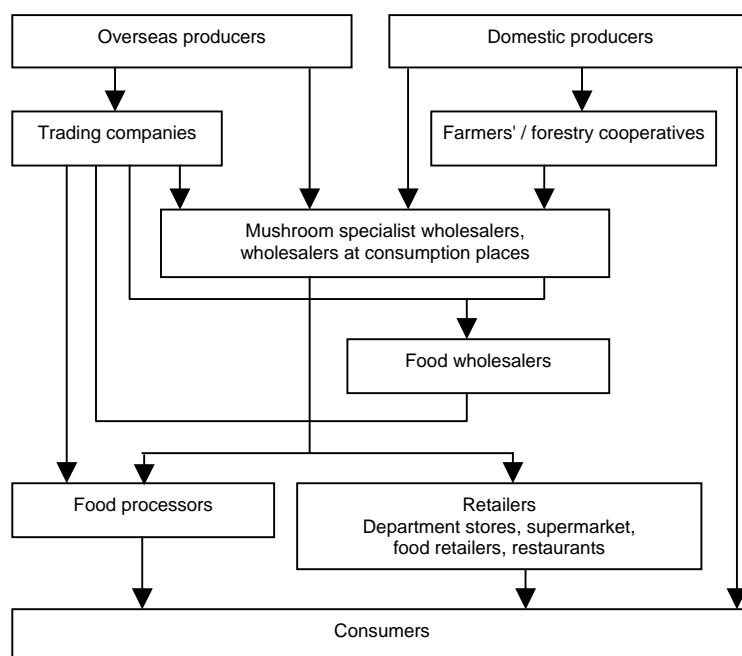 Overseas producers
Domestic producers
Trading companies
Farmers' / forestry cooperatives
Mushroom specialist wholesalers,
wholesalers at consumption places
Food wholesalers
Food processors
Retailers
Department stores, supermarket,
food retailers, restaurants
Consumers